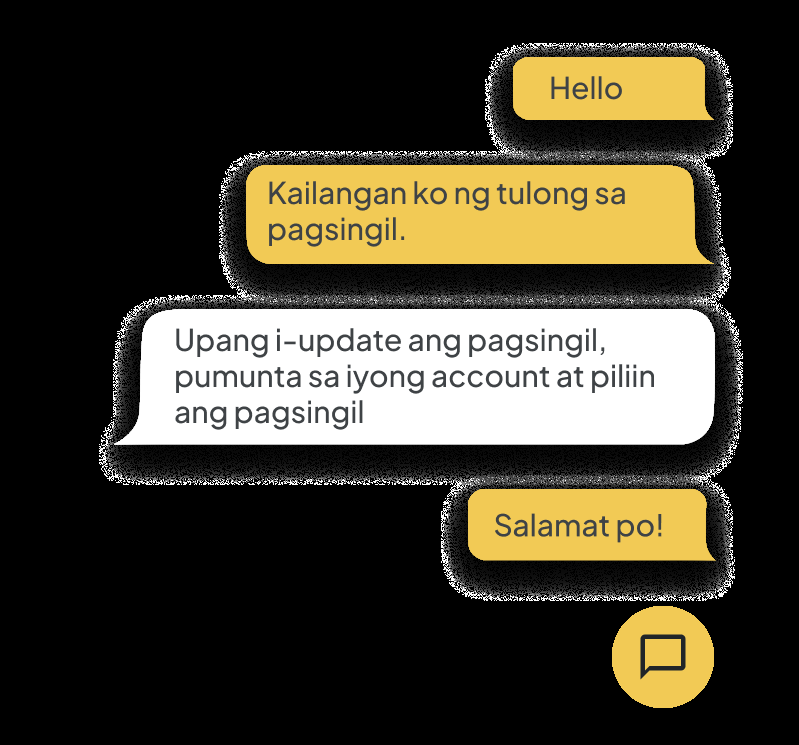 Hello
Kailangan ko ng tulong sa
pagsingil.
Upang i-update ang pagsingil,
pumunta sa iyong account at piliin
ang pagsingil
Salamat po!